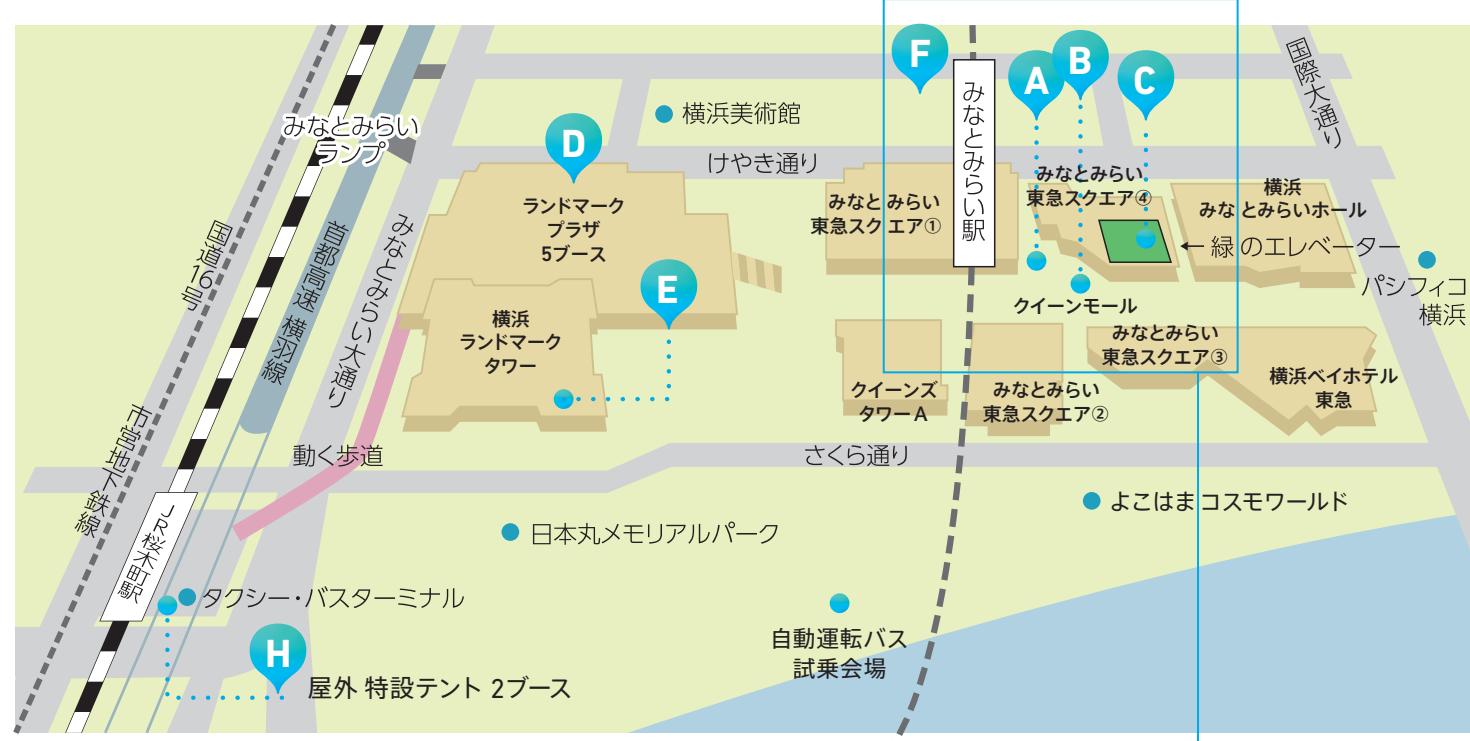 F
A
B
C
みなとみらい駅
国際大通り
みなとみらい
ランプ
横浜美術館
D
けやき通り
ランドマーク
プラザ
5ブース
みなとみらい
東急スクエア①
みなとみらい
東急スクエア④
横浜
みなとみらいホール
←緑のエレベーター
パシフィコ
横浜
国道16号
首都高速 横羽線
みなとみらい大通り
E
横浜
ランドマーク
タワー
クイーンモール
みなとみらい
東急スクエア③
クイーンズ
タワーA
みなとみらい
東急スクエア②
横浜ベイホテル
東急
市営地下鉄線
動く歩道
さくら通り
JR桜木町駅
日本丸メモリアルパーク
よこはまコスモワールド
タクシー・バスターミナル
自動運転バス
試乗会場
H
屋外 特設テント 2ブース